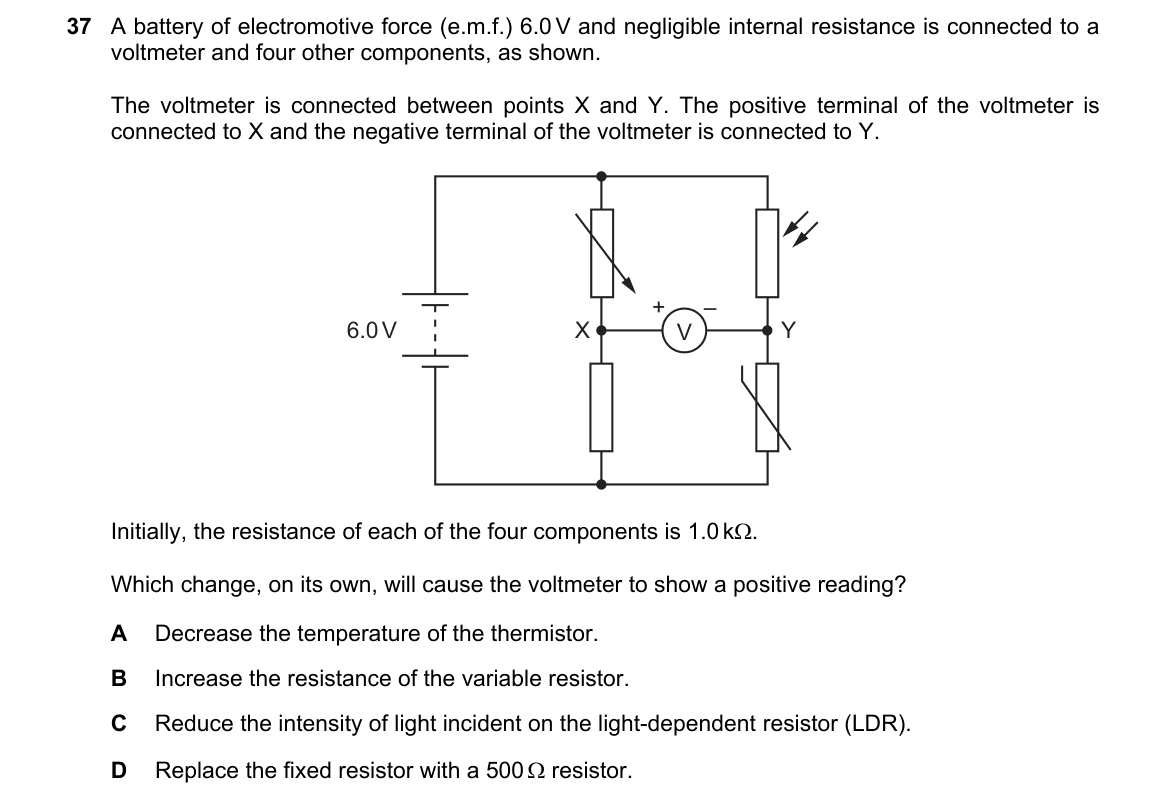 37 A battery of electromotive force (e.m.f.) 6.0 V and negligible internal resistance is connected to a
voltmeter and four other components, as shown.
The voltmeter is connected between points X and Y. The positive terminal of the voltmeter is
connected to X and the negative terminal of the voltmeter is connected to Y.
6.0 V
X
+
V
–
Y
Initially, the resistance of each of the four components is 1.0 kΩ.
Which change, on its own, will cause the voltmeter to show a positive reading?
A Decrease the temperature of the thermistor.
B Increase the resistance of the variable resistor.
C Reduce the intensity of light incident on the light-dependent resistor (LDR).
D Replace the fixed resistor with a 500 Ω resistor.